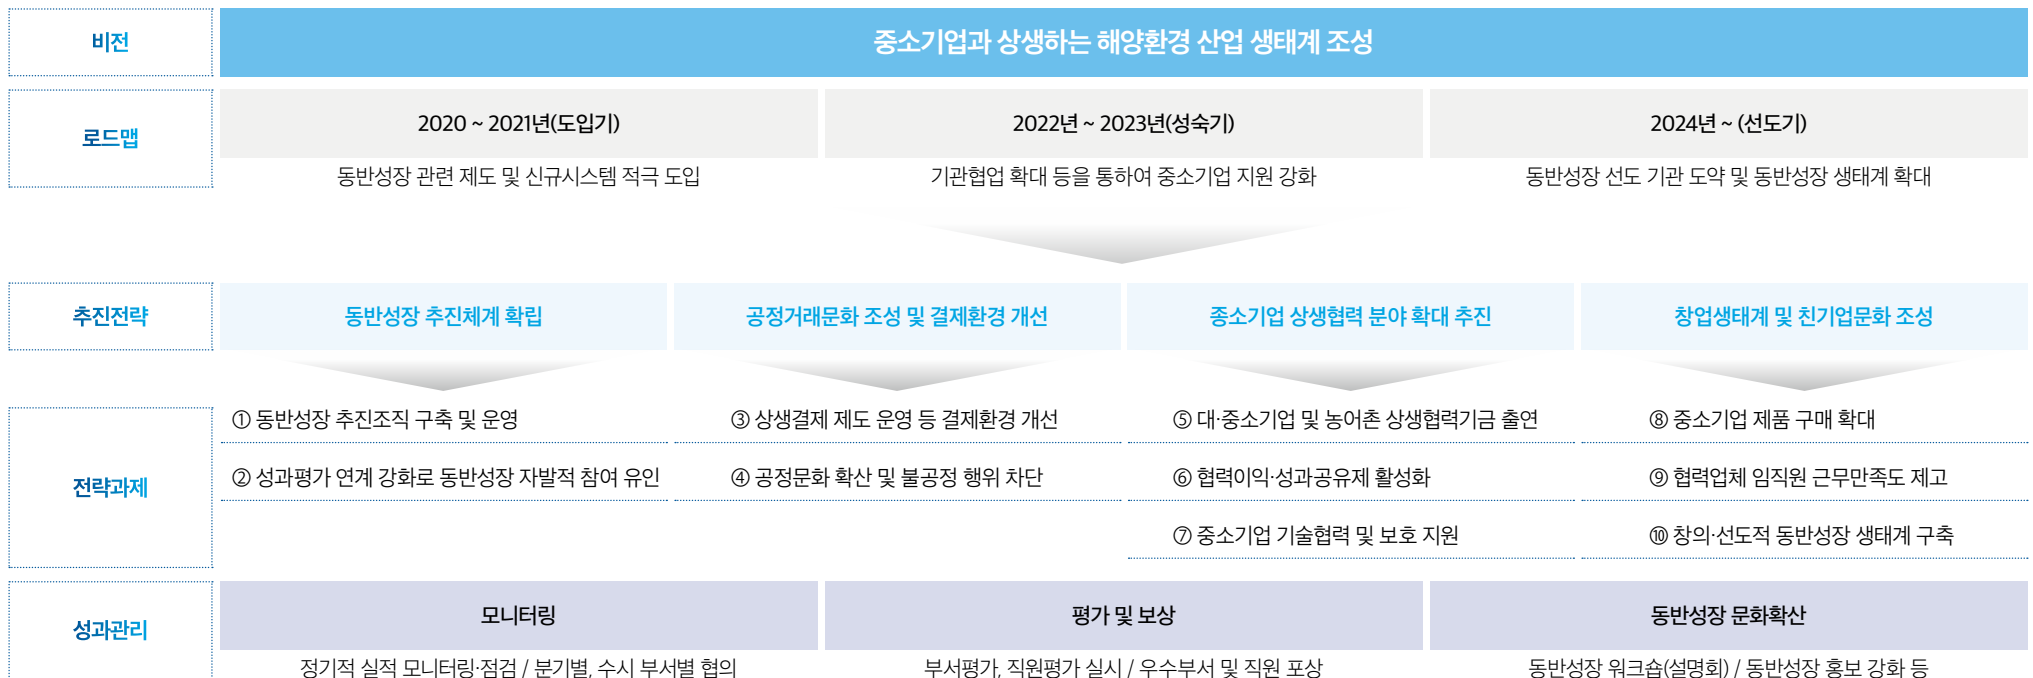 비전
중소기업과 상생하는 해양환경 산업 생태계 조성
로드맵
2020 ~ 2021년(도입기)
2022년 ~ 2023년(성숙기)
2024년 ~ (선도기)
동반성장 관련 제도 및 신규시스템 적극 도입
기관협업 확대 등을 통하여 중소기업 지원 강화
동반성장 선도 기관 도약 및 동반성장 생태계 확대
추진전략
동반성장 추진체계 확립
공정거래문화 조성 및 결제환경 개선
중소기업 상생협력 분야 확대 추진
창업생태계 및 친기업문화 조성
전략과제
① 동반성장 추진조직 구축 및 운영
② 성과평가 연계 강화로 동반성장 자발적 참여 유인
③ 상생결제 제도 운영 등 결제환경 개선
④ 공정문화 확산 및 불공정 행위 차단
⑤ 대·중소기업 및 농어촌 상생협력기금 출연
⑥ 협력이익·성과공유제 활성화
⑦ 중소기업 기술협력 및 보호 지원
⑧ 중소기업 제품 구매 확대
⑨ 협력업체 임직원 근무만족도 제고
⑩ 창의·선도적 동반성장 생태계 구축
성과관리
모니터링
평가 및 보상
동반성장 문화확산
정기적 실적 모니터링·점검 / 분기별, 수시 부서별 협의
부서평가, 직원평가 실시 / 우수부서 및 직원 포상
동반성장 워크숍(설명회) / 동반성장 홍보 강화 등